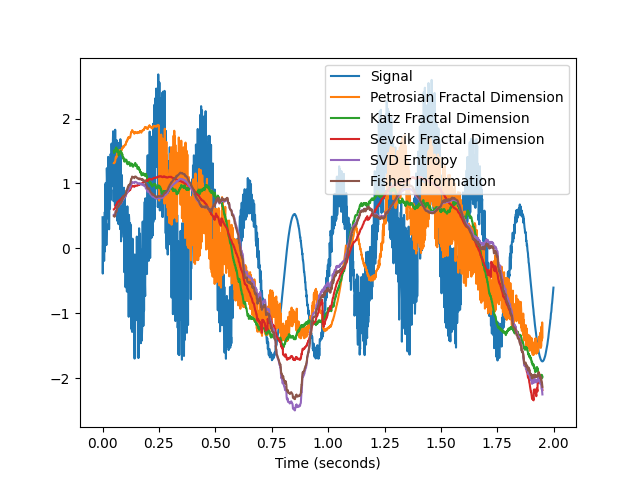 Signal
Petrosian Fractal Dimension
Katz Fractal Dimension
Sevcik Fractal Dimension
SVD Entropy
Fisher Information
2
1
0
−1
−2
0.00 0.25 0.50 0.75 1.00 1.25 1.50 1.75 2.00
Time (seconds)